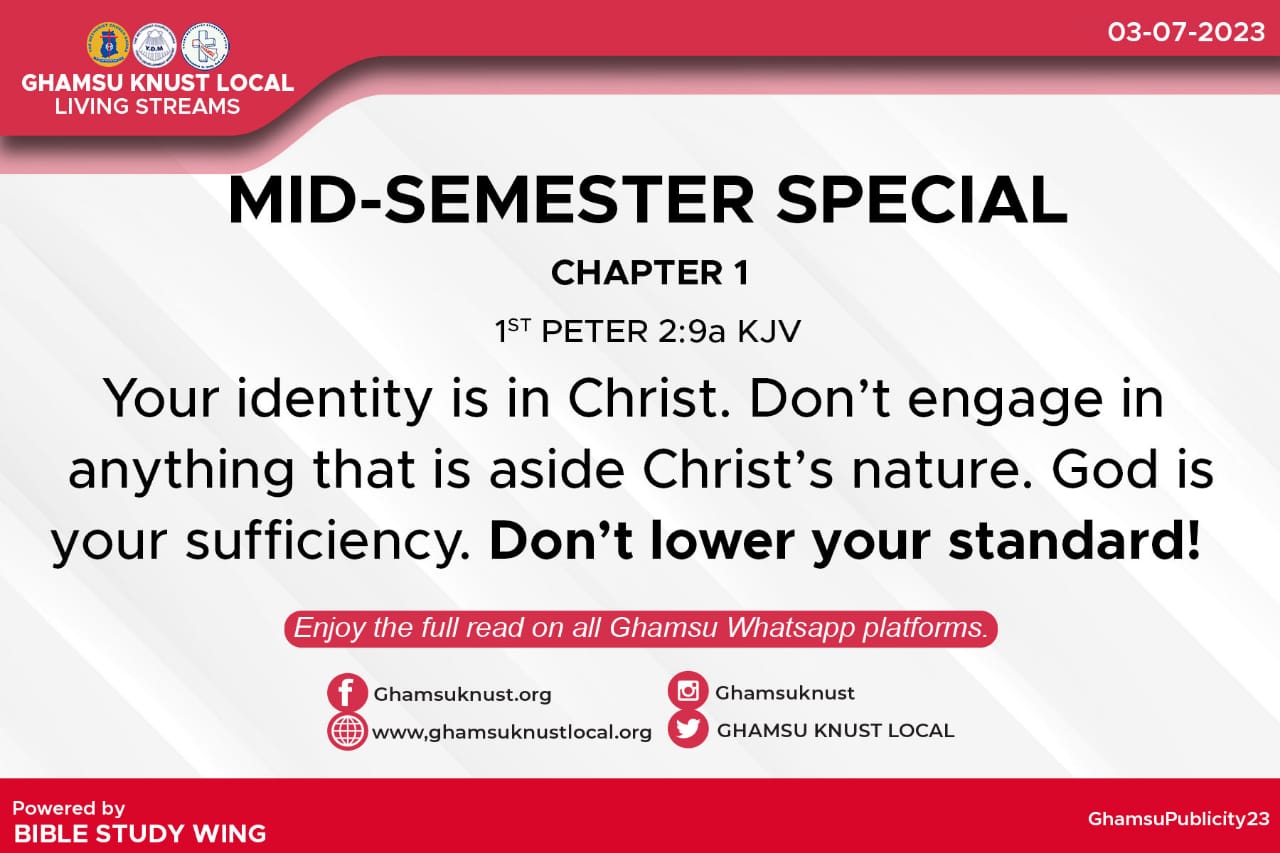 03-07-2023
GHAMSU KNUST LOCAL
LIVING STREAMS
MID-SEMESTER SPECIAL
CHAPTER 1
1ST PETER 2:9a KJV
Your identity is in Christ. Don’t engage in
anything that is aside Christ’s nature. God is
your sufficiency. Don’t lower your standard!
Enjoy the full read on all Ghamsu Whatsapp platforms.
Ghamsuknust.org
Ghamsuknust
www,ghamsuknustlocal.org
GHAMSU KNUST LOCAL
Powered by
BIBLE STUDY WING
GhamsuPublicity23